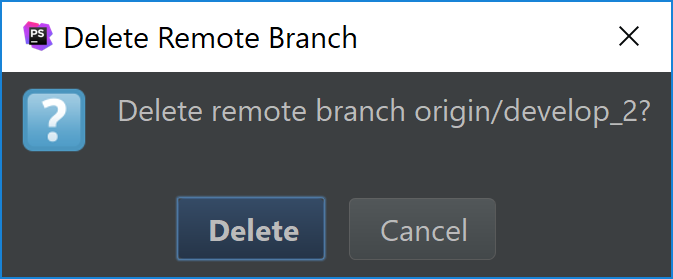 PS
Delete Remote Branch
Delete remote branch origin/develop_2?
Delete
Cancel